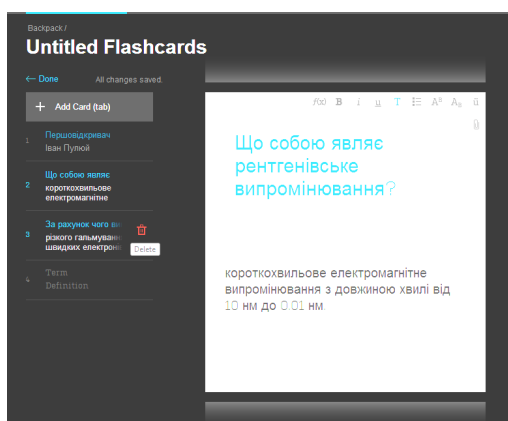 Backpack /
Untitled Flashcards
← Done All changes saved.
+ Add Card (tab)
1 Першовідкривач
Іван Пулюй
2 Що собою являє
короткохвильове
електромагнітне
3 За рахунок чого
різкого гальмування
швидких електронів
Delete
4 Term
Definition
f(x) B i u T A
Що собою являє
рентгенівське
випромінювання?
короткохвильове електромагнітне
випромінювання з довжиною хвилі від
10 нм до 0.01 нм